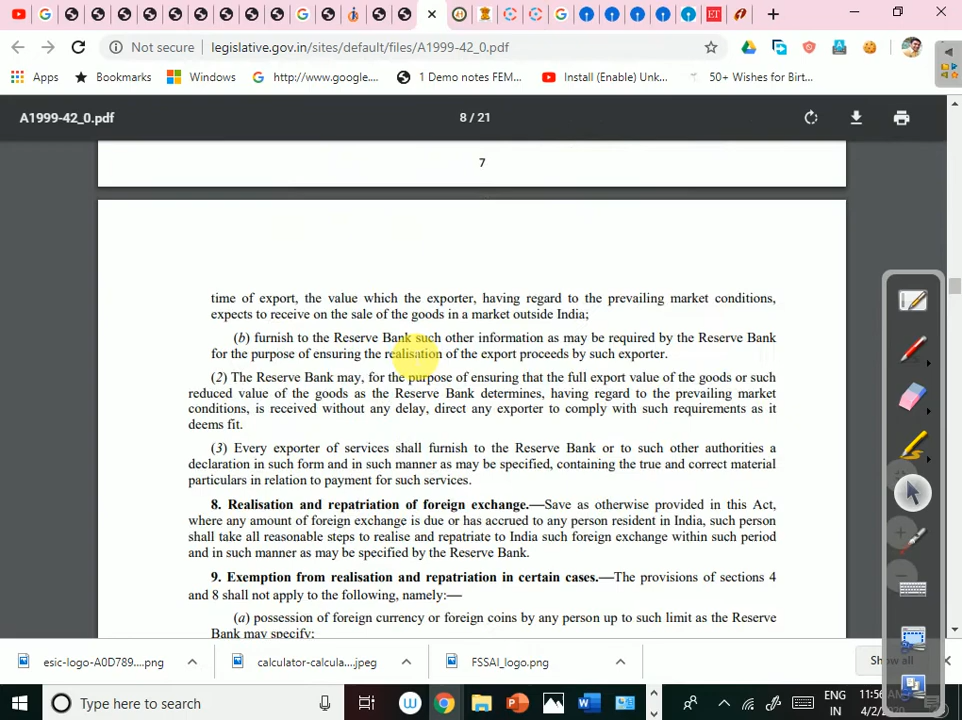 Not secure
legislative.gov.in/sites/default/files/A1999-42_0.pdf
Apps
Bookmarks
Windows
http://www.google....
1 Demo notes FEM...
Install (Enable) Unk...
50+ Wishes for Birt...
A1999-42_0.pdf
8 / 21
7
time of export, the value which the exporter, having regard to the prevailing market conditions,
expects to receive on the sale of the goods in a market outside India;
(b) furnish to the Reserve Bank such other information as may be required by the Reserve Bank
for the purpose of ensuring the realisation of the export proceeds by such exporter.
(2) The Reserve Bank may, for the purpose of ensuring that the full export value of the goods or such
reduced value of the goods as the Reserve Bank determines, having regard to the prevailing market
conditions, is received without any delay, direct any exporter to comply with such requirements as it
deems fit.
(3) Every exporter of services shall furnish to the Reserve Bank or to such other authorities a
declaration in such form and in such manner as may be specified, containing the true and correct material
particulars in relation to payment for such services.
8. Realisation and repatriation of foreign exchange.—Save as otherwise provided in this Act,
where any amount of foreign exchange is due or has accrued to any person resident in India, such person
shall take all reasonable steps to realise and repatriate to India such foreign exchange within such period
and in such manner as may be specified by the Reserve Bank.
9. Exemption from realisation and repatriation in certain cases.—The provisions of sections 4
and 8 shall not apply to the following, namely:—
(a) possession of foreign currency or foreign coins by any person up to such limit as the Reserve
Bank may specify;
esic-logo-A0D789....png
calculator-calcula....jpeg
FSSAI_logo.png
Show all
Type here to search
ENG
IN
11:56
4/2/2020